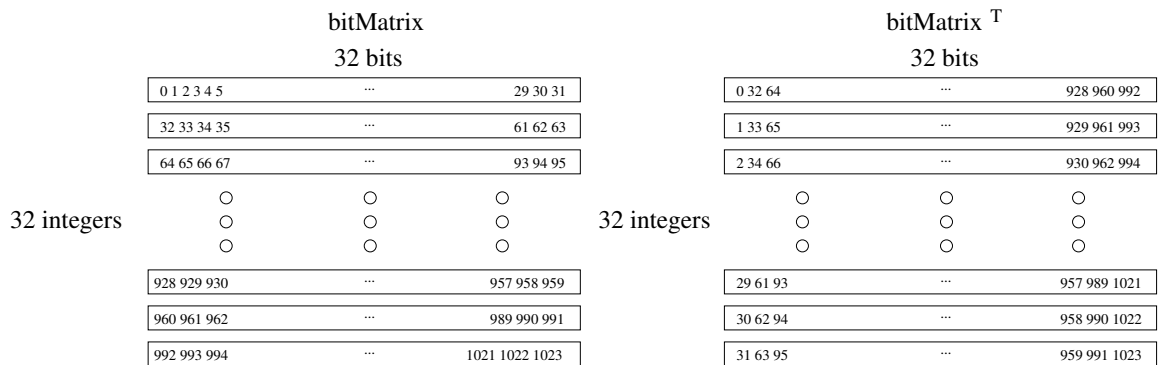 bitMatrix
32 bits
0 1 2 3 4 5 ... 29 30 31
32 33 34 35 ... 61 62 63
64 65 66 67 ... 93 94 95
32 integers
928 929 930 ... 957 958 959
960 961 962 ... 989 990 991
992 993 994 ... 1021 1022 1023
bitMatrix T
32 bits
0 32 64 ... 928 960 992
1 33 65 ... 929 961 993
2 34 66 ... 930 962 994
32 integers
29 61 93 ... 957 989 1021
30 62 94 ... 958 990 1022
31 63 95 ... 959 991 1023